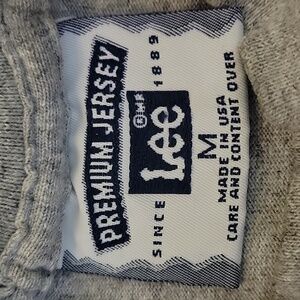 PREMIUM JERSEY
Lee
SINCE 1889
M
MADE IN USA
CARE AND CONTENT OVER